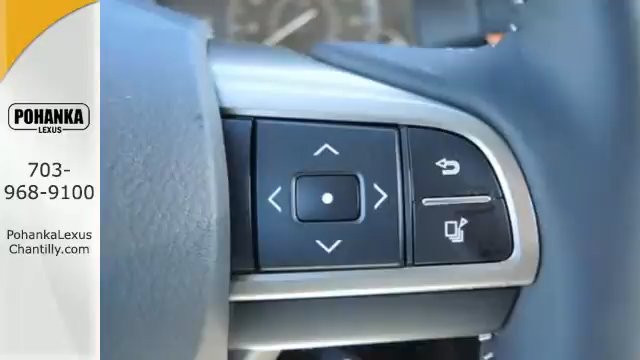 POHANKA
LEXUS
703-
968-9100
PohankaLexus
Chantilly.com